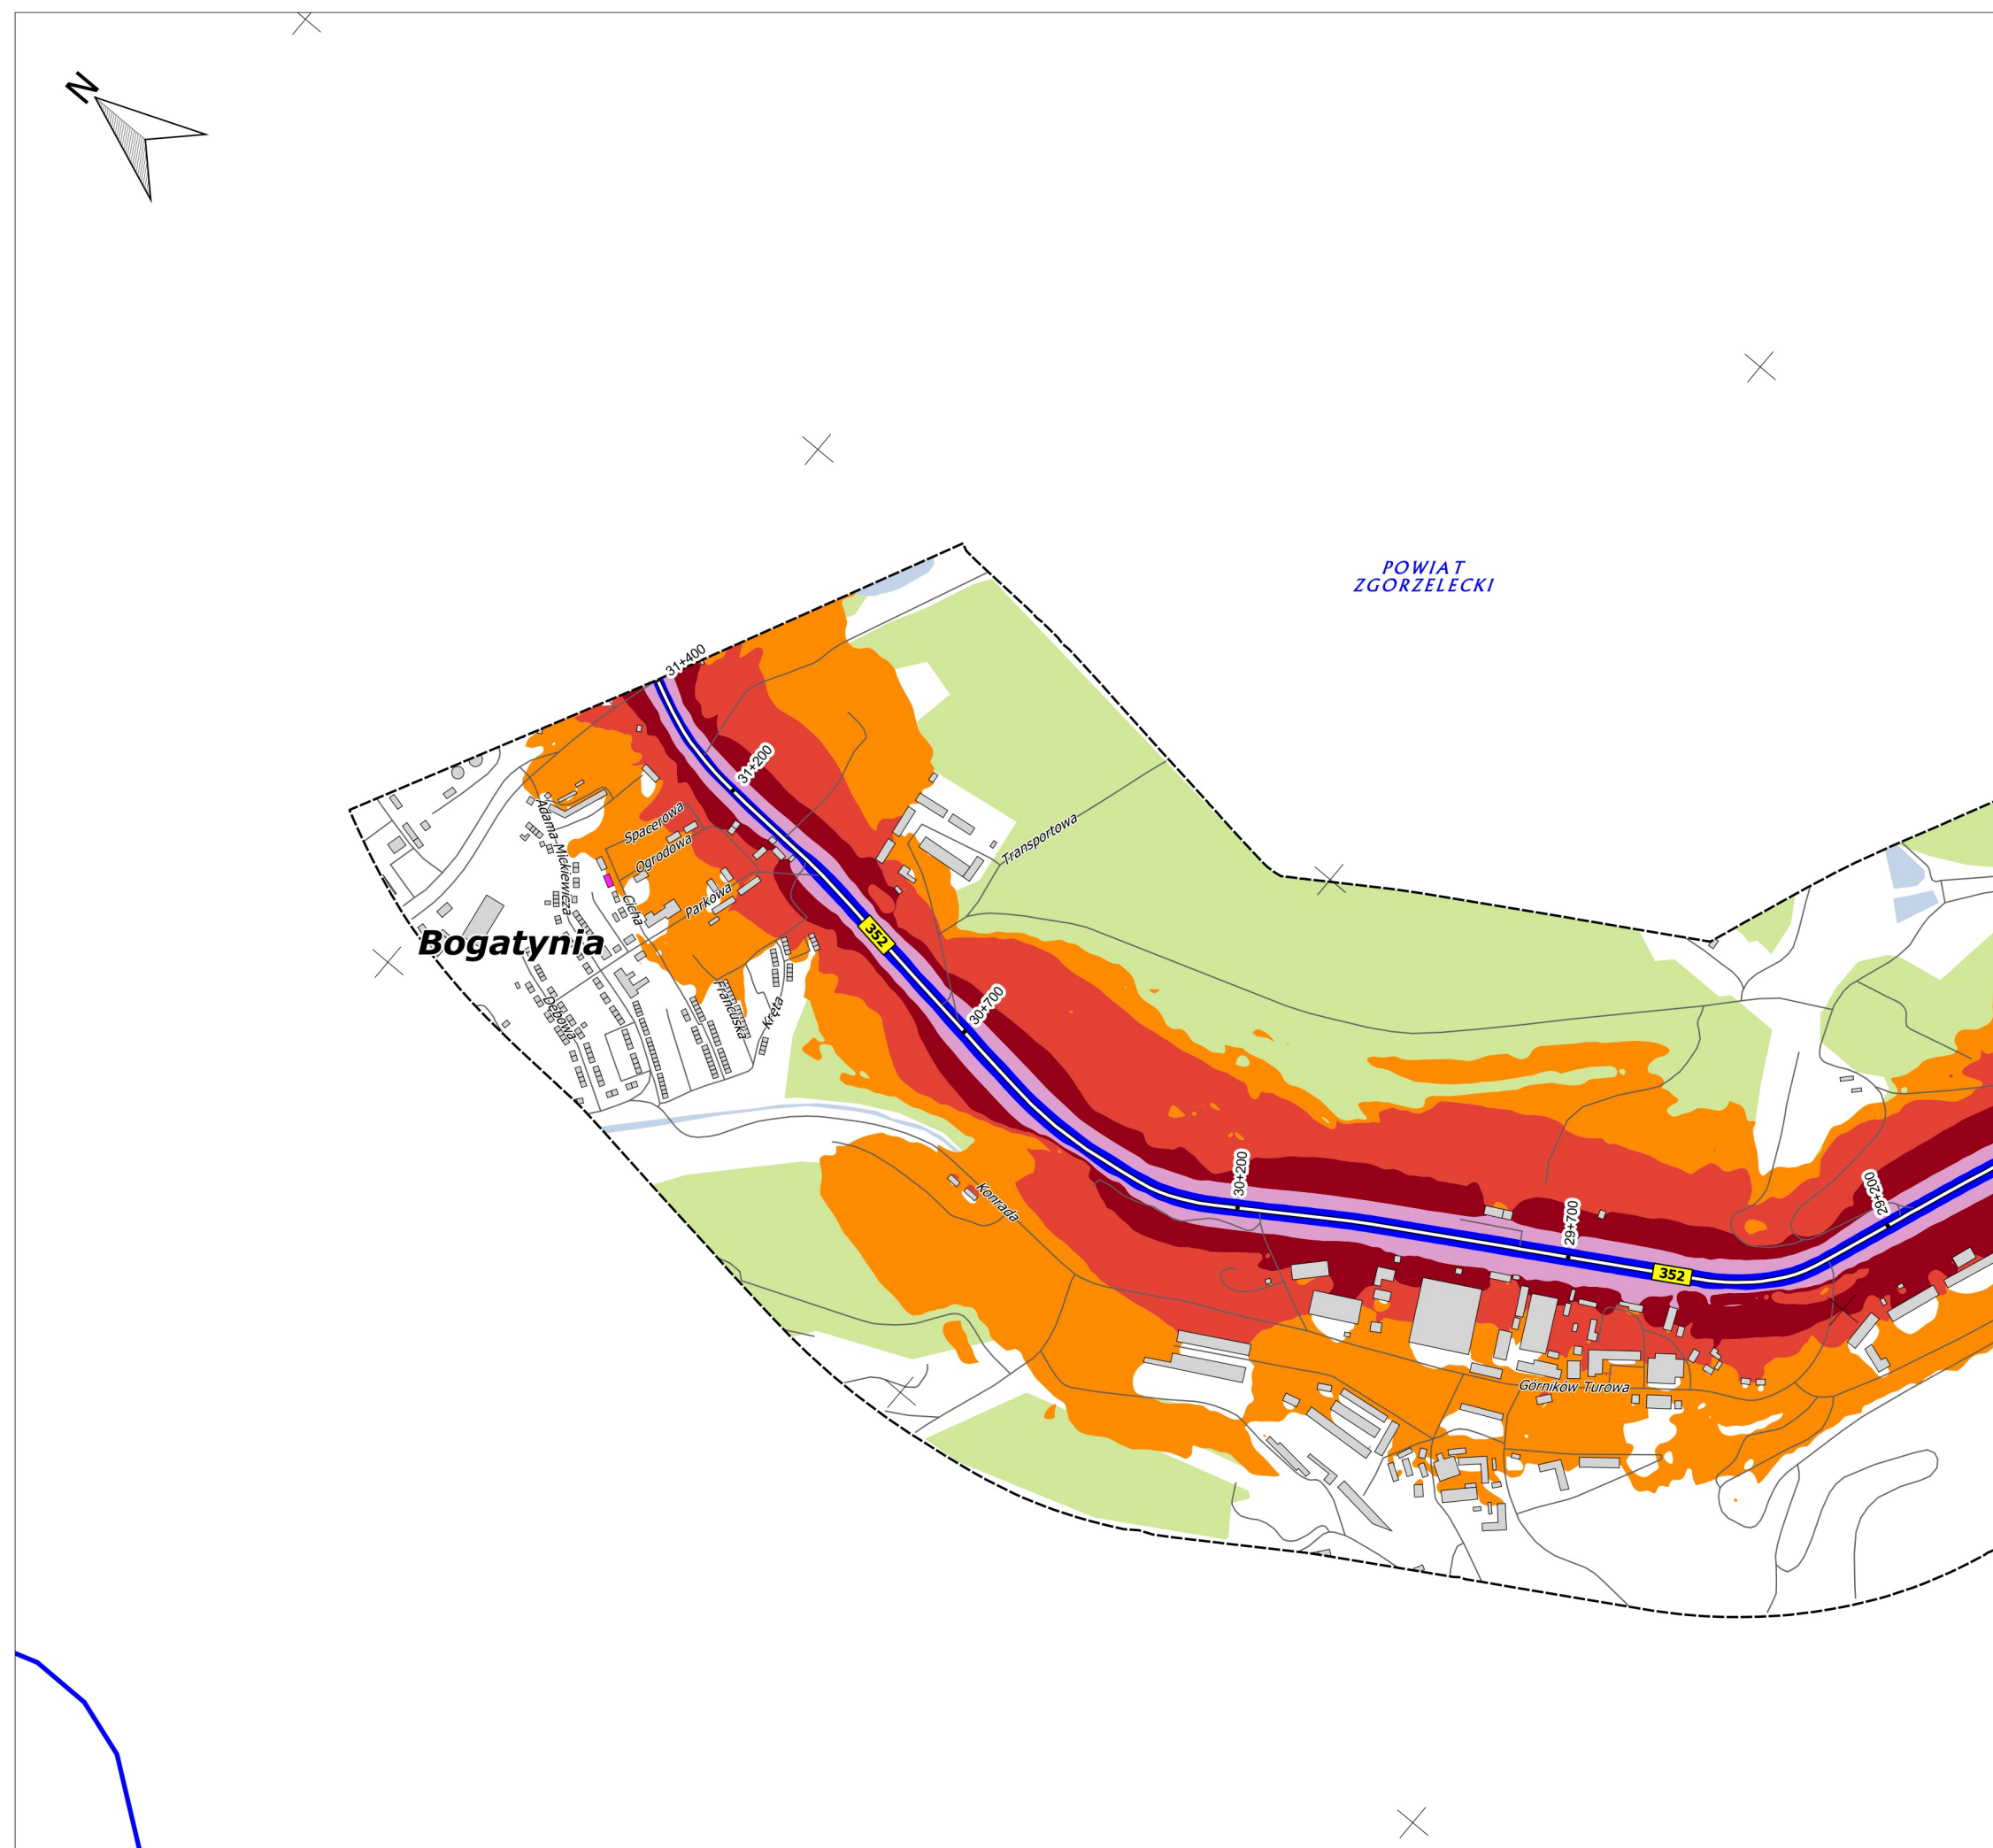 N
POWIAT
ZGORZELECKI
31+400
31+200
Spacerowa
Ogrodowa
Adama Mickiewicza
Transportowa
Parkowa
Cicha
352
Bogatynia
Francuska
Kręta
Dębowa
30+700
Konrada
30+200
29+700
29+200
352
Górników Turowa